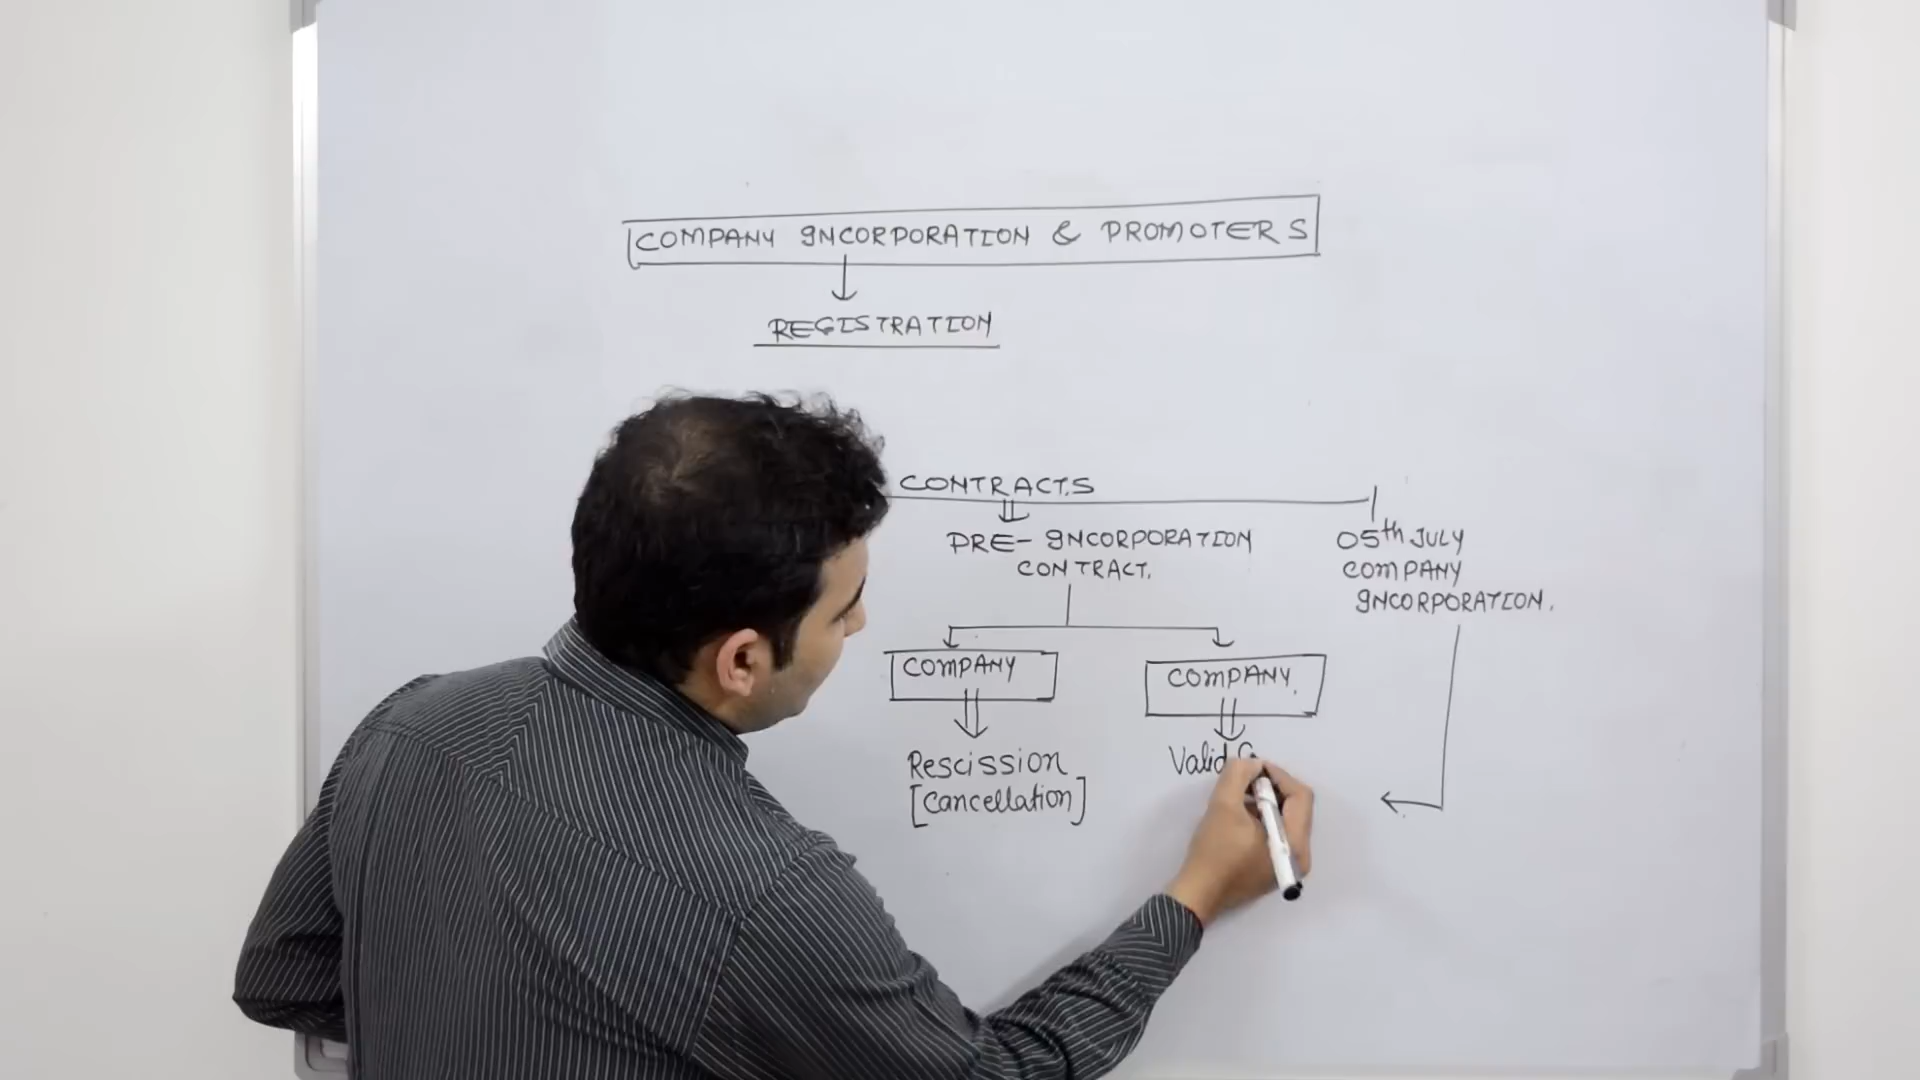 COMPANY INCORPORATION & PROMOTERS
REGISTRATION
CONTRACTS
PRE-INCORPORATION
CONTRACT.
05th JULY
COMPANY
INCORPORATION.
COMPANY
COMPANY
Rescission
[Cancellation]
Valid